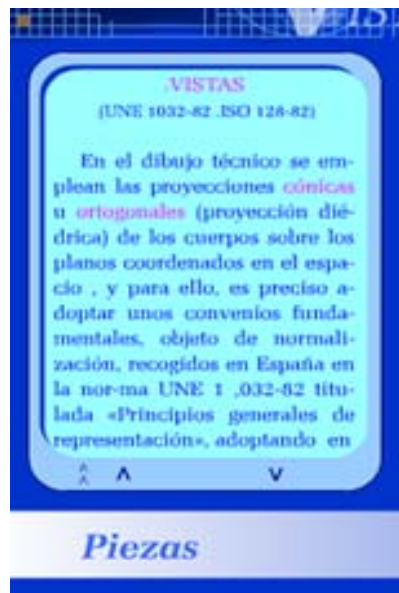 VIS
.VISTAS
(UNE 1032-82 .ISO 128-82)
En el dibujo técnico se em-
plean las proyecciones cónicas
u ortogonales (proyección dié-
drica) de los cuerpos sobre los
planos coordenados en el espa-
cio , y para ello, es preciso a-
doptar unos convenios funda-
mentales, objeto de normali-
zación, recogidos en España en
la nor-ma UNE 1 ,032-82 titu-
lada «Principios generales de
representación», adoptando en
Piezas